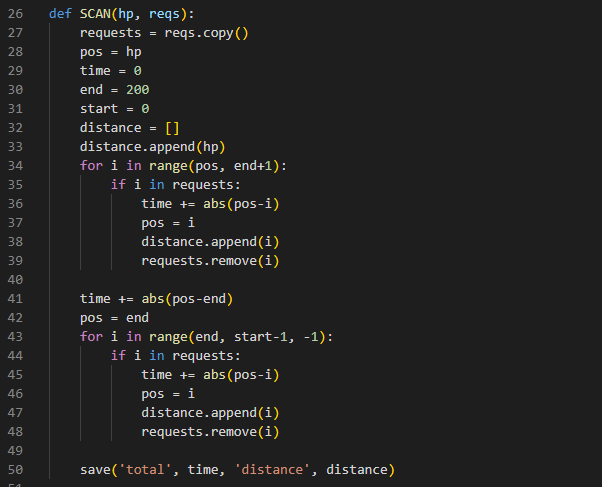 26 def SCAN(hp, reqs):
27     requests = reqs.copy()
28     pos = hp
29     time = 0
30     end = 200
31     start = 0
32     distance = []
33     distance.append(hp)
34     for i in range(pos, end+1):
35         if i in requests:
36             time += abs(pos-i)
37             pos = i
38             distance.append(i)
39             requests.remove(i)
40
41     time += abs(pos-end)
42     pos = end
43     for i in range(end, start-1, -1):
44         if i in requests:
45             time += abs(pos-i)
46             pos = i
47             distance.append(i)
48             requests.remove(i)
49
50     save('total', time, 'distance', distance)